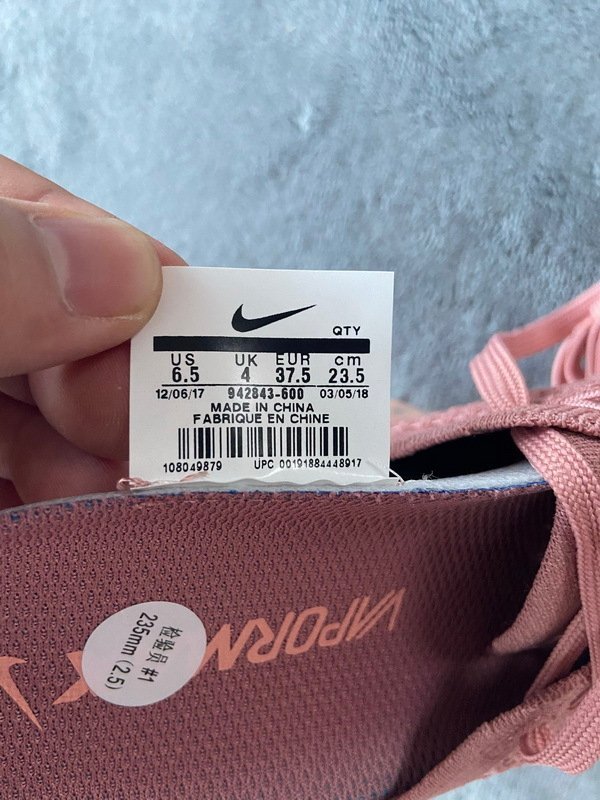 QTY
US UK EUR cm
6.5 4 37.5 23.5
12/06/17 942843-600 03/05/18
MADE IN CHINA
FABRIQUE EN CHINE
108049879 UPC 00191884448917
VAPORM
检验员 #1
235mm (2.5)